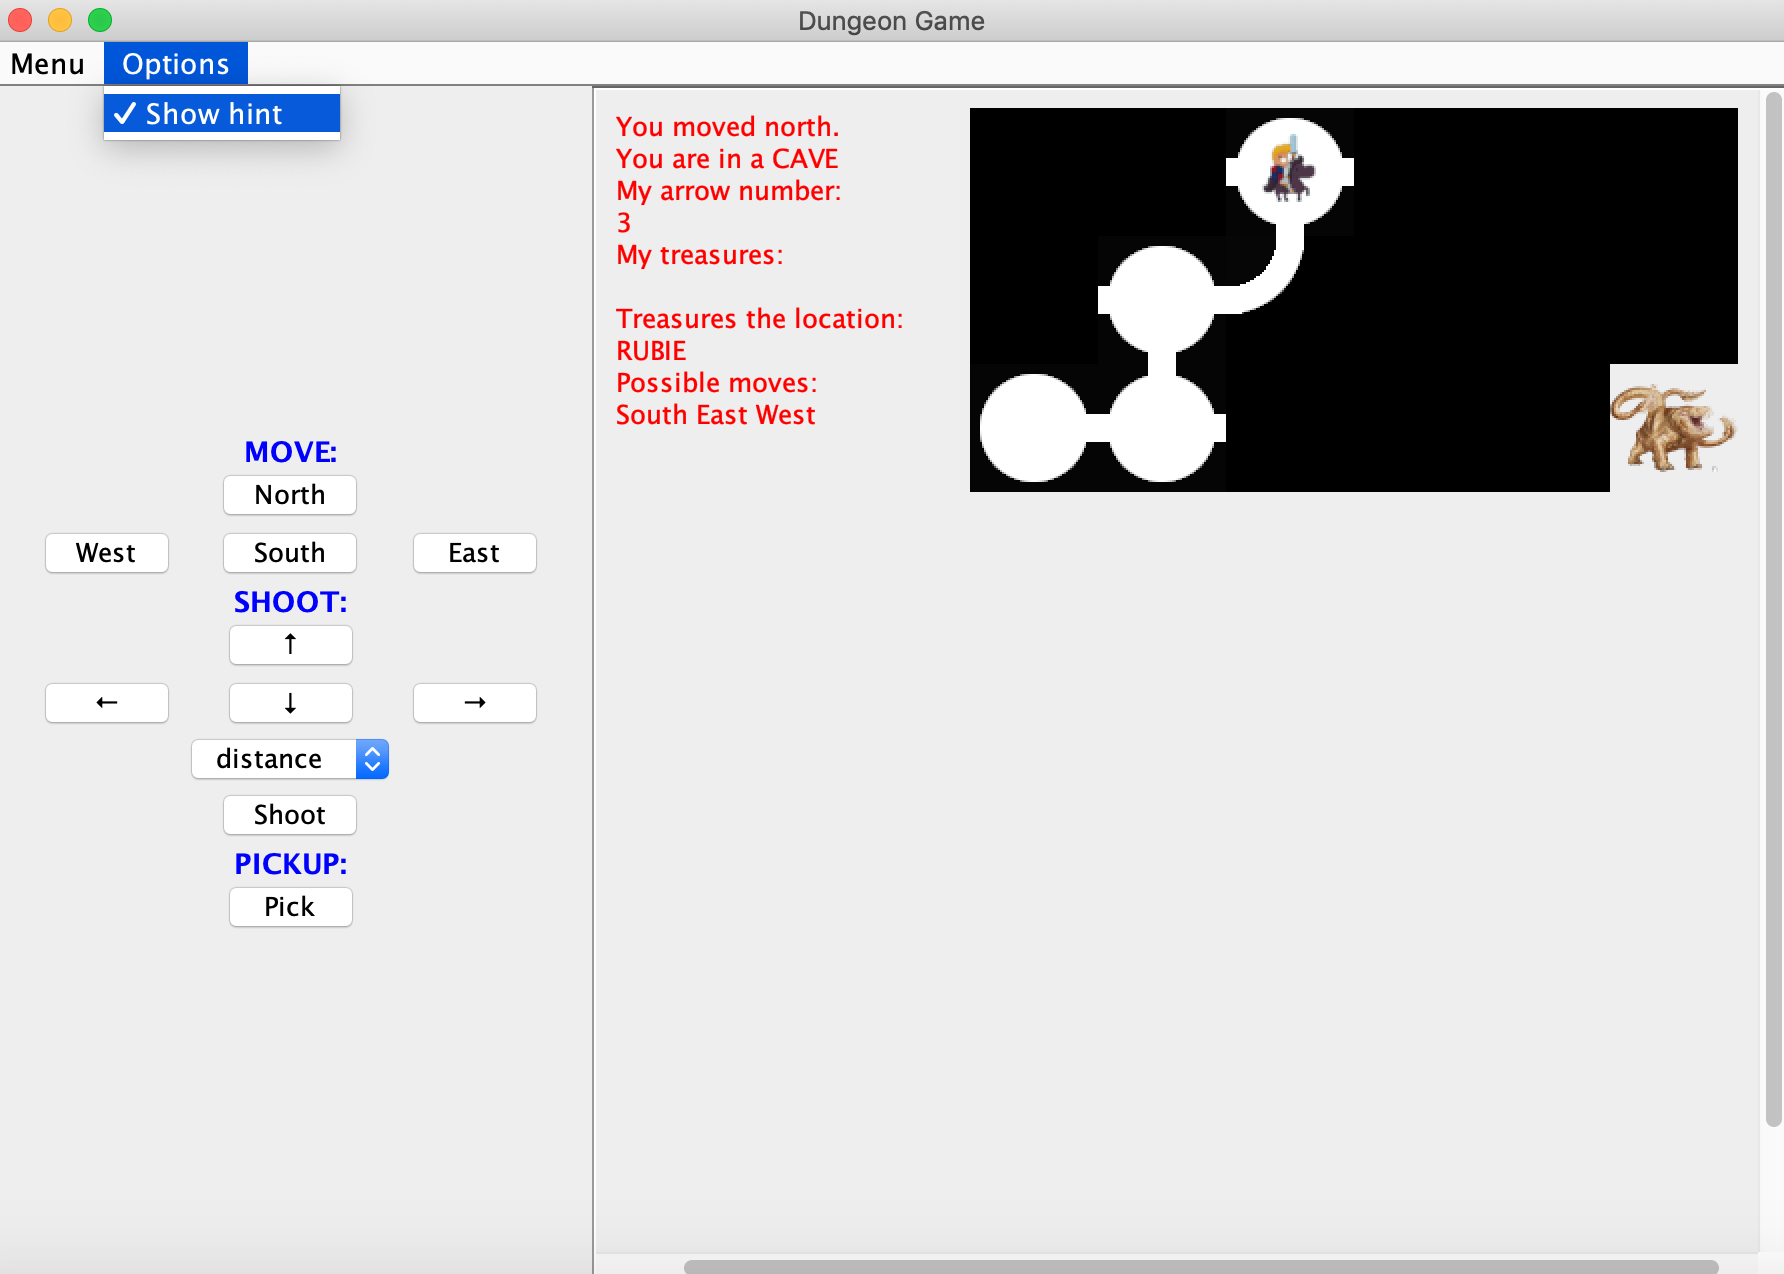 Dungeon Game
Menu Options
✓ Show hint
MOVE:
North
West South East
SHOOT:
↑
← ↓ →
distance
Shoot
PICKUP:
Pick
You moved north.
You are in a CAVE
My arrow number:
3
My treasures:
Treasures the location:
RUBIE
Possible moves:
South East West